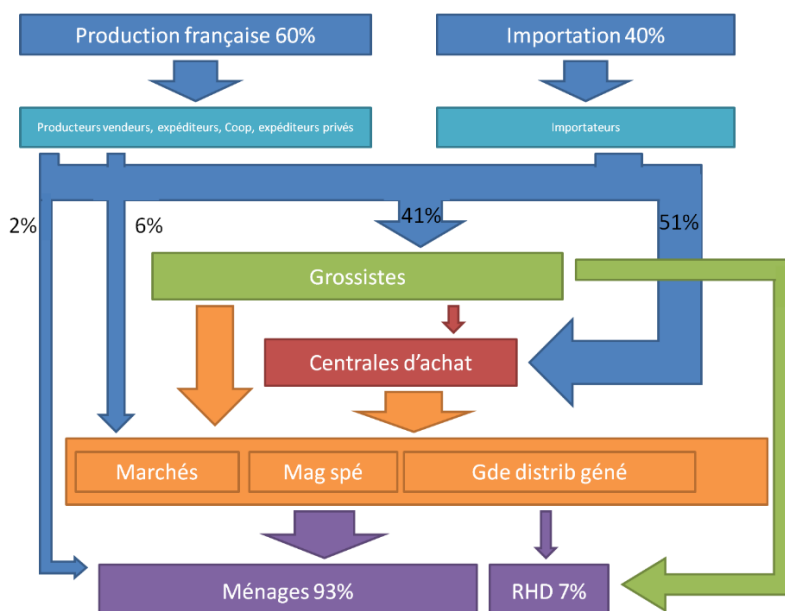 Production française 60%
Importation 40%
Producteurs vendeurs, expéditeurs, Coop, expéditeurs privés
Importateurs
2%
6%
41%
51%
Grossistes
Centrales d'achat
Marchés
Mag spé
Gde distrib géné
Ménages 93%
RHD 7%